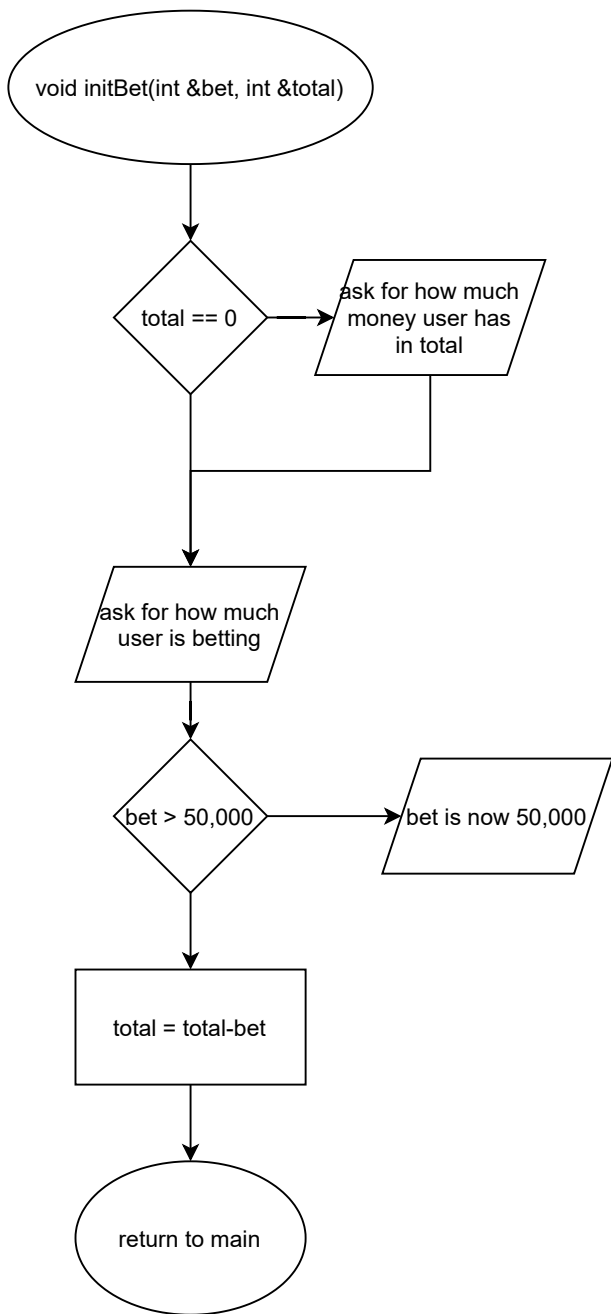 void initBet(int &bet, int &total)
total == 0
ask for how much
money user has
in total
ask for how much
user is betting
bet > 50,000
bet is now 50,000
total = total-bet
return to main